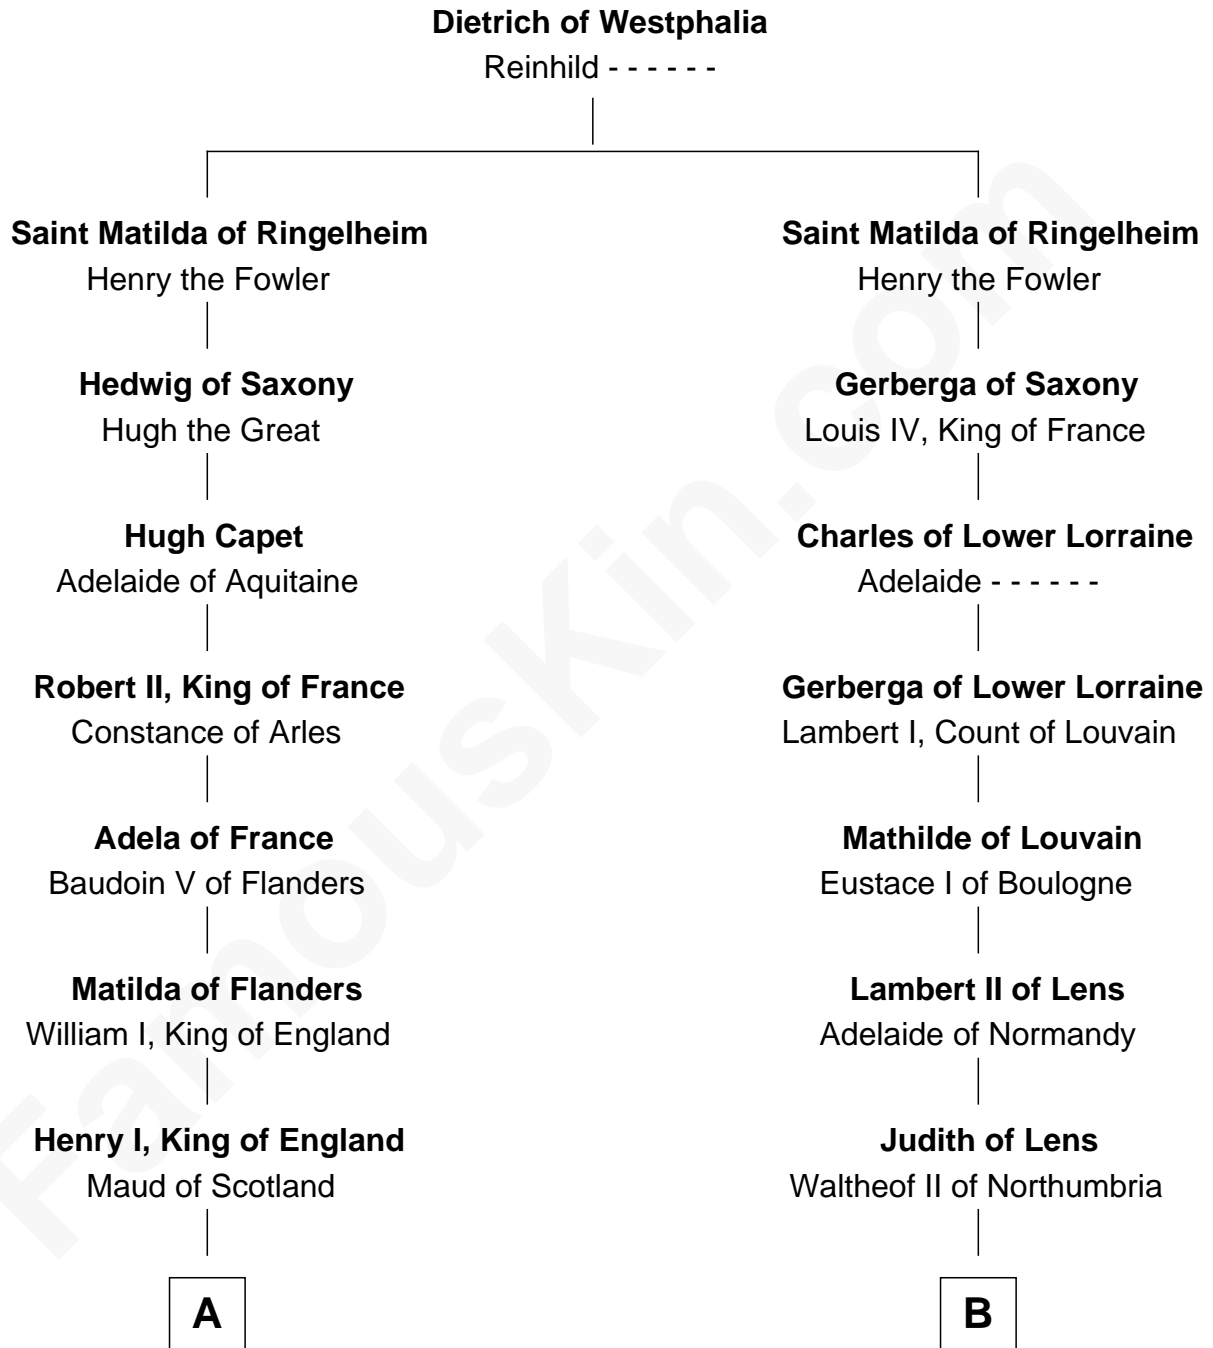 Dietrich of Westphalia
Reinhild - - - - - -
Saint Matilda of Ringelheim
Henry the Fowler
Hedwig of Saxony
Hugh the Great
Hugh Capet
Adelaide of Aquitaine
Robert II, King of France
Constance of Arles
Adela of France
Baudoin V of Flanders
Matilda of Flanders
William I, King of England
Henry I, King of England
Maud of Scotland
A
Saint Matilda of Ringelheim
Henry the Fowler
Gerberga of Saxony
Louis IV, King of France
Charles of Lower Lorraine
Adelaide - - - - - -
Gerberga of Lower Lorraine
Lambert I, Count of Louvain
Mathilde of Louvain
Eustace I of Boulogne
Lambert II of Lens
Adelaide of Normandy
Judith of Lens
Waltheof II of Northumbria
B
FamousKin.com